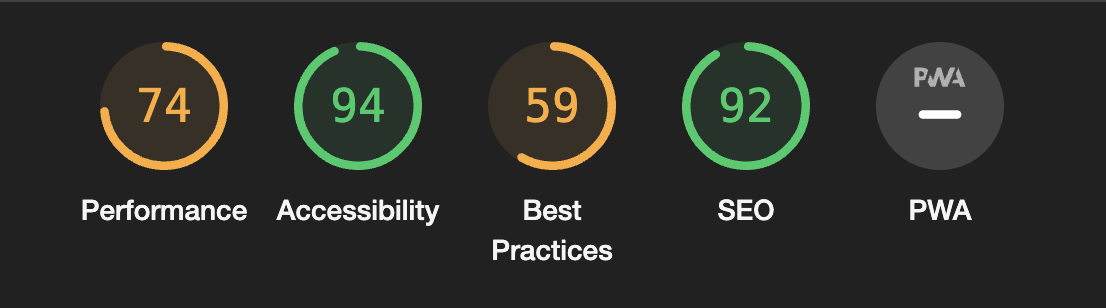 74
94
59
92
PWA
Performance
Accessibility
Best
Practices
SEO
PWA